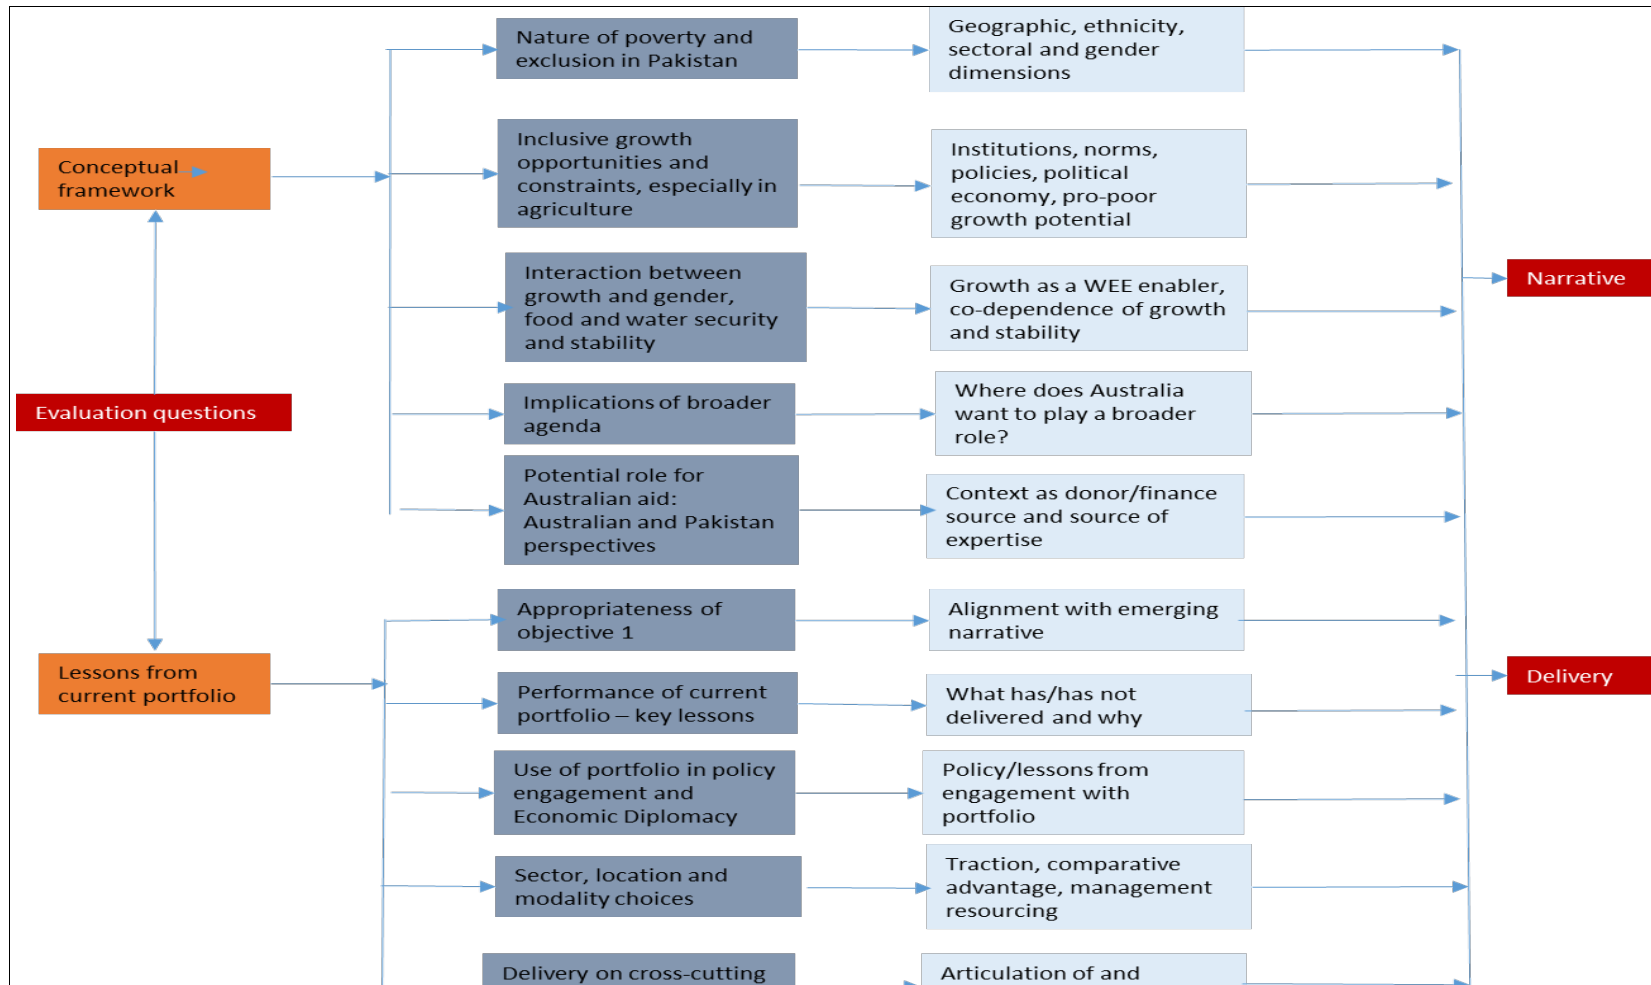 Nature of poverty and
exclusion in Pakistan
Geographic, ethnicity,
sectoral and gender
dimensions
Conceptual
framework
Inclusive growth
opportunities and
constraints, especially in
agriculture
Institutions, norms,
policies, political
economy, pro-poor
growth potential
Interaction between
growth and gender,
food and water security
and stability
Growth as a WEE enabler,
co-dependence of growth
and stability
Narrative
Evaluation questions
Implications of broader
agenda
Where does Australia
want to play a broader
role?
Potential role for
Australian aid:
Australian and Pakistan
perspectives
Context as donor/finance
source and source of
expertise
Appropriateness of
objective 1
Alignment with emerging
narrative
Lessons from
current portfolio
Performance of current
portfolio – key lessons
What has/has not
delivered and why
Delivery
Use of portfolio in policy
engagement and
Economic Diplomacy
Policy/lessons from
engagement with
portfolio
Sector, location and
modality choices
Traction, comparative
advantage, management
resourcing
Delivery on cross-cutting
Articulation of and